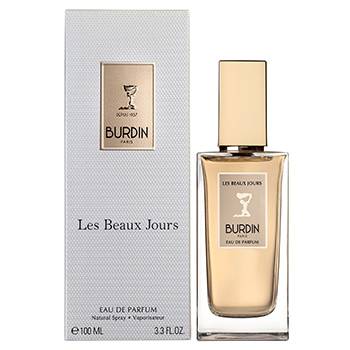 DEPUIS 1957
BURDIN
PARIS
Les Beaux Jours
EAU DE PARFUM
Natural Spray • Vaporisateur
℮ 100 ML 3.3 FL.OZ.
LES BEAUX JOURS
BURDIN
PARIS
EAU DE PARFUM